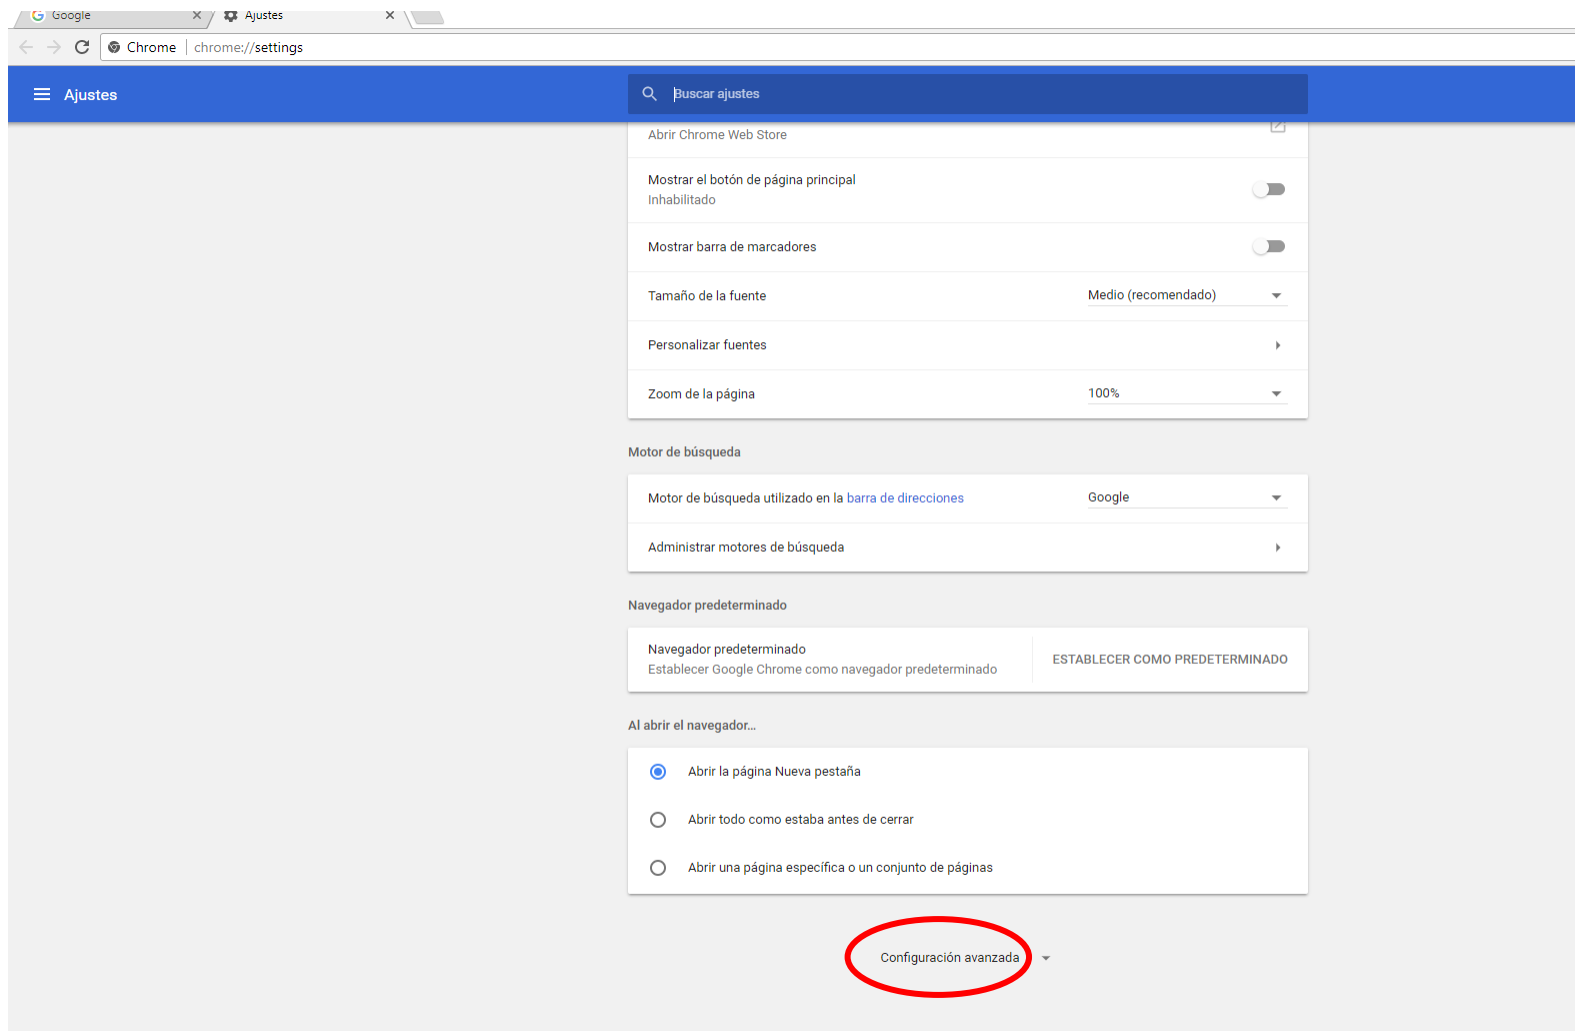 Google
Ajustes
Chrome
chrome://settings
Ajustes
Buscar ajustes
Abrir Chrome Web Store
Mostrar el botón de página principal
Inhabilitado
Mostrar barra de marcadores
Tamaño de la fuente
Medio (recomendado)
Personalizar fuentes
Zoom de la página
100%
Motor de búsqueda
Motor de búsqueda utilizado en la barra de direcciones
Google
Administrar motores de búsqueda
Navegador predeterminado
Navegador predeterminado
Establecer Google Chrome como navegador predeterminado
ESTABLECER COMO PREDETERMINADO
Al abrir el navegador...
Abrir la página Nueva pestaña
Abrir todo como estaba antes de cerrar
Abrir una página específica o un conjunto de páginas
Configuración avanzada